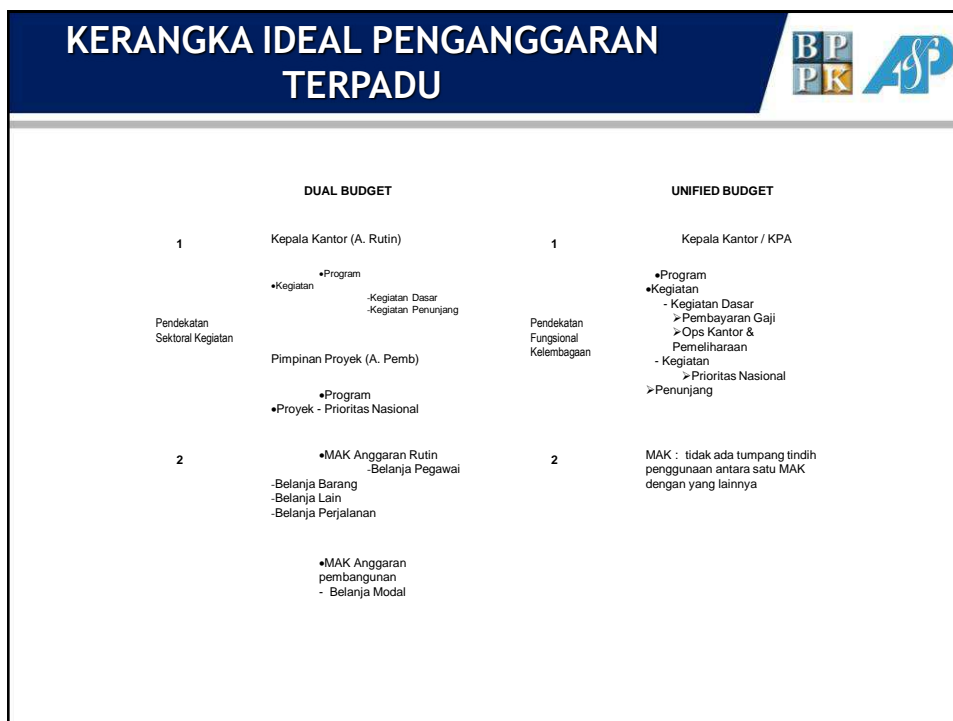 KERANGKA IDEAL PENGANGGARAN
TERPADU
BP
PK
A&P
DUAL BUDGET
1
Kepala Kantor (A. Rutin)
•Program
•Kegiatan
-Kegiatan Dasar
-Kegiatan Penunjang
Pendekatan
Sektoral Kegiatan
Pimpinan Proyek (A. Pemb)
•Program
•Proyek - Prioritas Nasional
2
•MAK Anggaran Rutin
-Belanja Pegawai
-Belanja Barang
-Belanja Lain
-Belanja Perjalanan
•MAK Anggaran
pembangunan
- Belanja Modal
UNIFIED BUDGET
1
Kepala Kantor / KPA
•Program
•Kegiatan
- Kegiatan Dasar
➢Pembayaran Gaji
➢Ops Kantor &
Pemeliharaan
- Kegiatan
➢Prioritas Nasional
➢Penunjang
Pendekatan
Fungsional
Kelembagaan
2
MAK : tidak ada tumpang tindih
penggunaan antara satu MAK
dengan yang lainnya